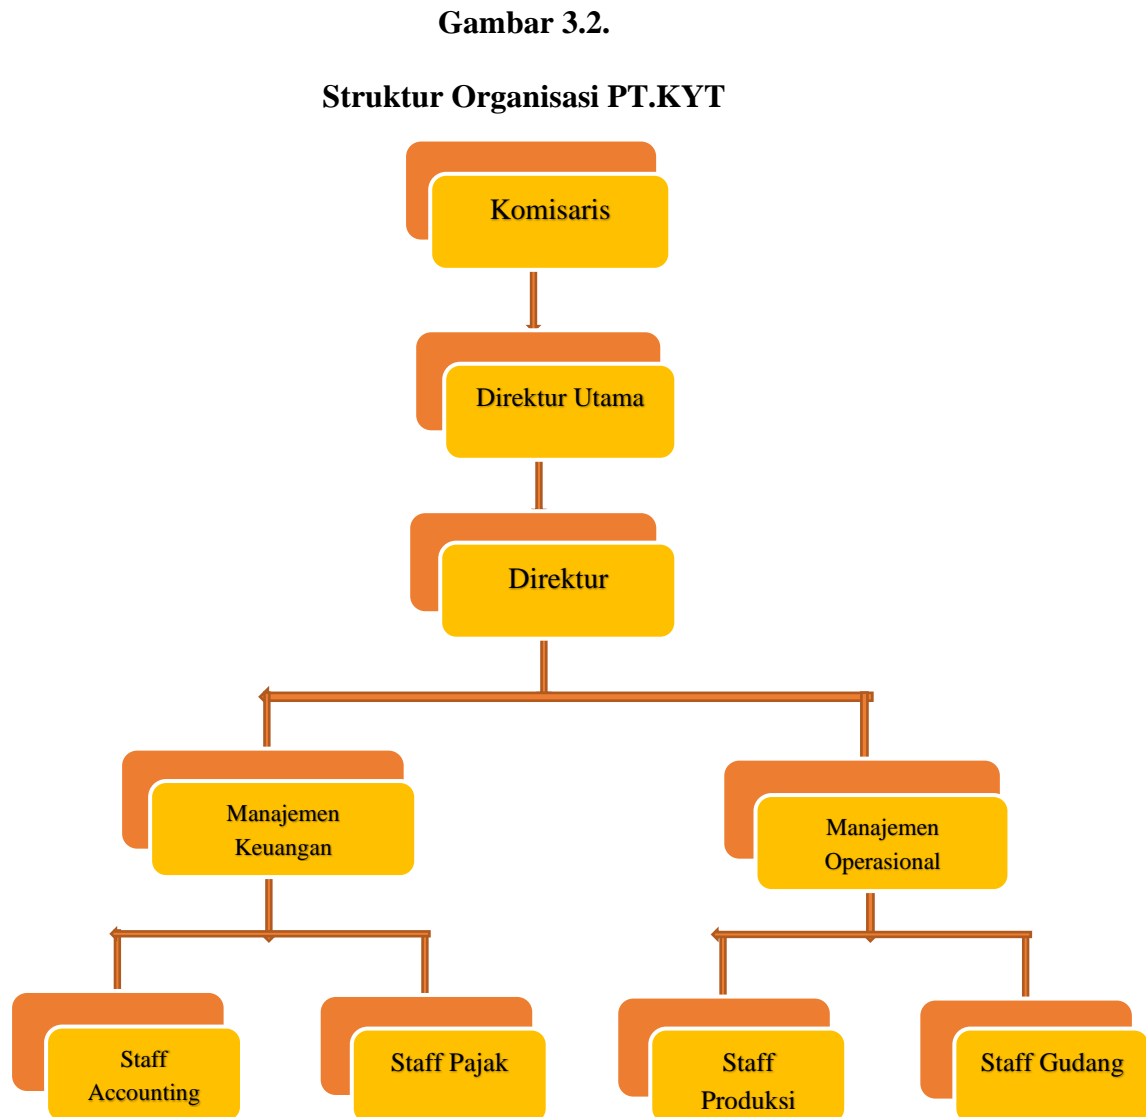 Gambar 3.2.
Struktur Organisasi PT.KYT
Komisaris
Direktur Utama
Direktur
Manajemen
Keuangan
Manajemen
Operasional
Staff
Accounting
Staff Pajak
Staff
Produksi
Staff Gudang